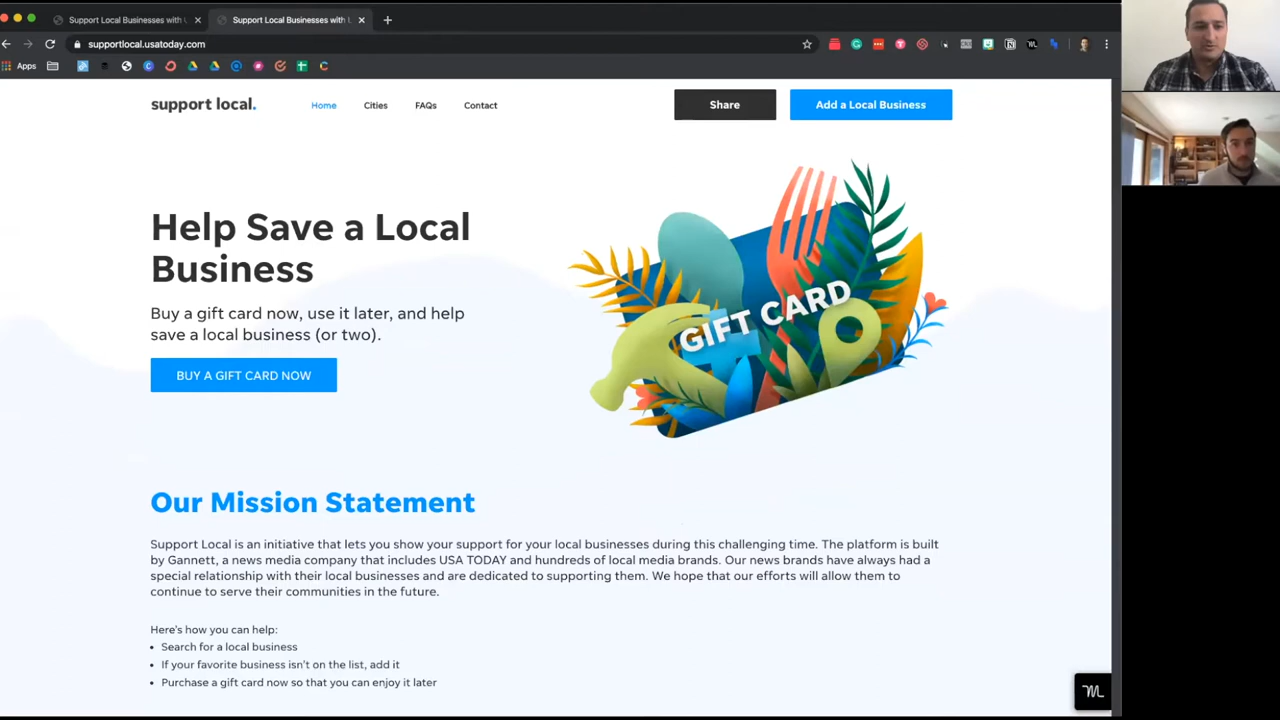 Support Local Businesses with
Support Local Businesses with
supportlocal.usatoday.com
Apps
support local.
Home
Cities
FAQs
Contact
Share
Add a Local Business
Help Save a Local
Business
Buy a gift card now, use it later, and help
save a local business (or two).
BUY A GIFT CARD NOW
GIFT CARD
Our Mission Statement
Support Local is an initiative that lets you show your support for your local businesses during this challenging time. The platform is built
by Gannett, a news media company that includes USA TODAY and hundreds of local media brands. Our news brands have always had a
special relationship with their local businesses and are dedicated to supporting them. We hope that our efforts will allow them to
continue to serve their communities in the future.
Here's how you can help:
• Search for a local business
• If your favorite business isn't on the list, add it
• Purchase a gift card now so that you can enjoy it later